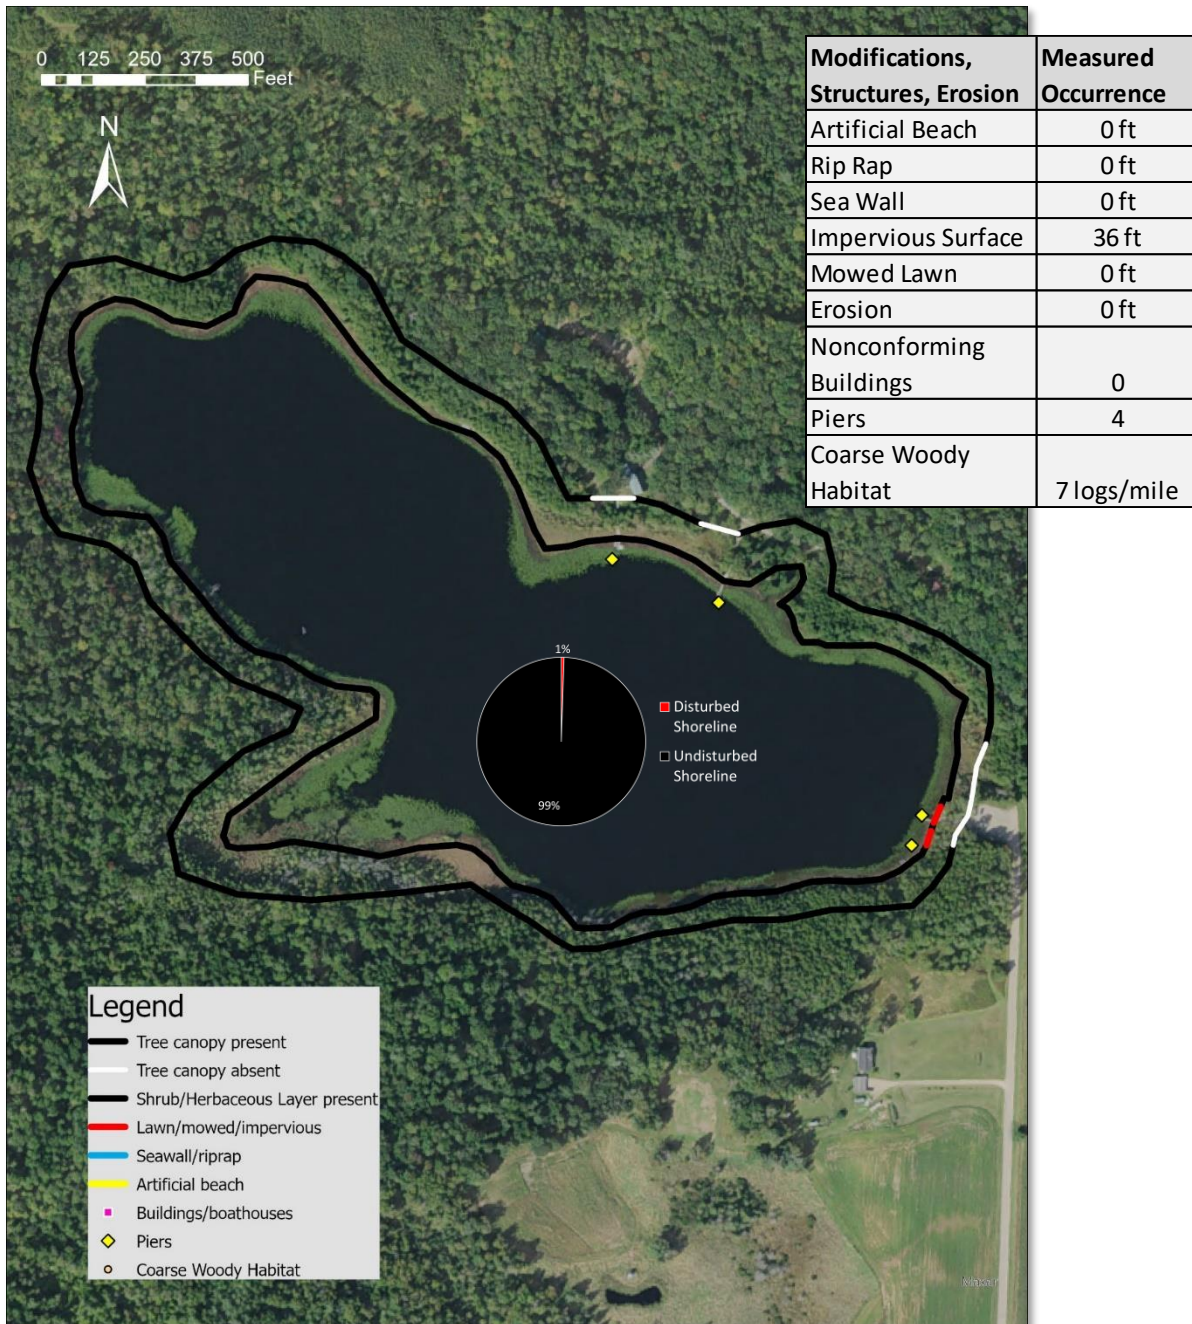 0 125 250 375 500
Feet
N
Modifications, Structures, Erosion Measured Occurrence
Artificial Beach 0 ft
Rip Rap 0 ft
Sea Wall 0 ft
Impervious Surface 36 ft
Mowed Lawn 0 ft
Erosion 0 ft
Nonconforming
Buildings 0
Piers 4
Coarse Woody
Habitat 7 logs/mile
1%
Disturbed
Shoreline
Undisturbed
Shoreline
99%
Legend
Tree canopy present
Tree canopy absent
Shrub/Herbaceous Layer present
Lawn/mowed/impervious
Seawall/riprap
Artificial beach
Buildings/boathouses
Piers
Coarse Woody Habitat